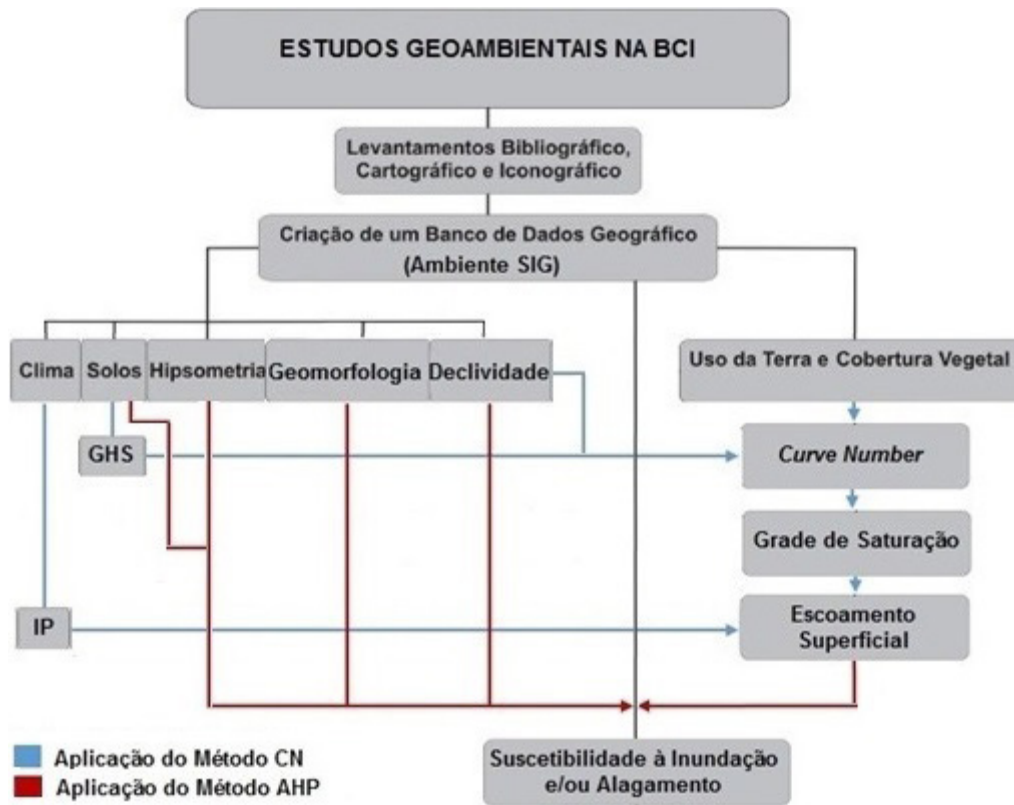 ESTUDOS GEOAMBIENTAIS NA BCI
Levantamentos Bibliográfico,
Cartográfico e Iconográfico
Criação de um Banco de Dados Geográfico
(Ambiente SIG)
Clima
Solos
Hipsometria
Geomorfologia
Declividade
Uso da Terra e Cobertura Vegetal
GHS
Curve Number
Grade de Saturação
IP
Escoamento
Superficial
Aplicação do Método CN
Aplicação do Método AHP
Suscetibilidade à Inundação
e/ou Alagamento